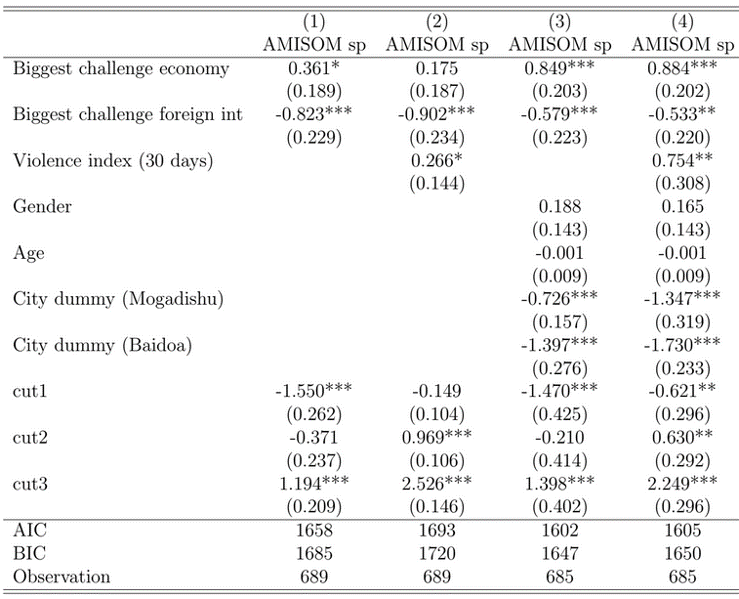 (1) (2) (3) (4)
AMISOM sp AMISOM sp AMISOM sp AMISOM sp
Biggest challenge economy 0.361* 0.175 0.849*** 0.884***
(0.189) (0.187) (0.203) (0.202)
Biggest challenge foreign int -0.823*** -0.902*** -0.579*** -0.533**
(0.229) (0.234) (0.223) (0.220)
Violence index (30 days) 0.266* 0.754**
(0.144) (0.308)
Gender 0.188 0.165
(0.143) (0.143)
Age -0.001 -0.001
(0.009) (0.009)
City dummy (Mogadishu) -0.726*** -1.347***
(0.157) (0.319)
City dummy (Baidoa) -1.397*** -1.730***
(0.276) (0.233)
cut1 -1.550*** -0.149 -1.470*** -0.621**
(0.262) (0.104) (0.425) (0.296)
cut2 -0.371 0.969*** -0.210 0.630**
(0.237) (0.106) (0.414) (0.292)
cut3 1.194*** 2.526*** 1.398*** 2.249***
(0.209) (0.146) (0.402) (0.296)
AIC 1658 1693 1602 1605
BIC 1685 1720 1647 1650
Observation 689 689 685 685